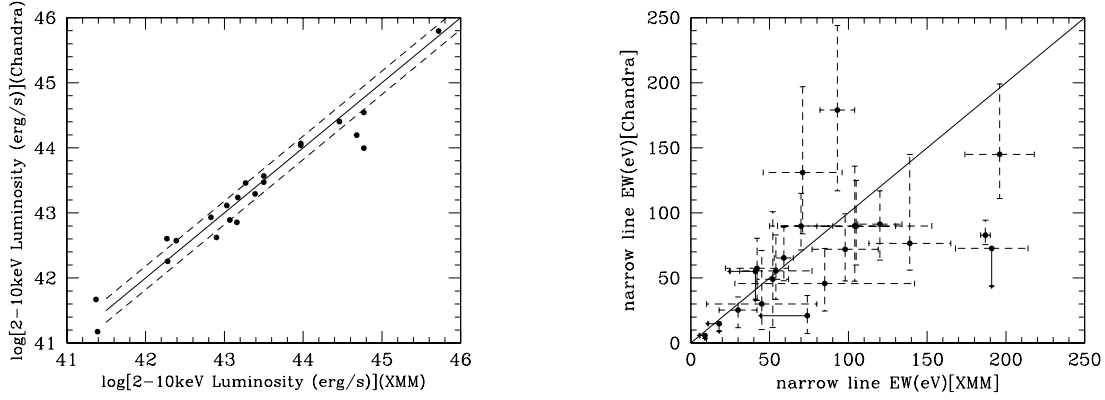 log[2−10keV Luminosity (erg/s)](Chandra)
46
45
44
43
42
41
41 42 43 44 45 46
log[2−10keV Luminosity (erg/s)](XMM)
narrow line EW(eV)[Chandra]
250
200
150
100
50
0
0 50 100 150 200 250
narrow line EW(eV)[XMM]